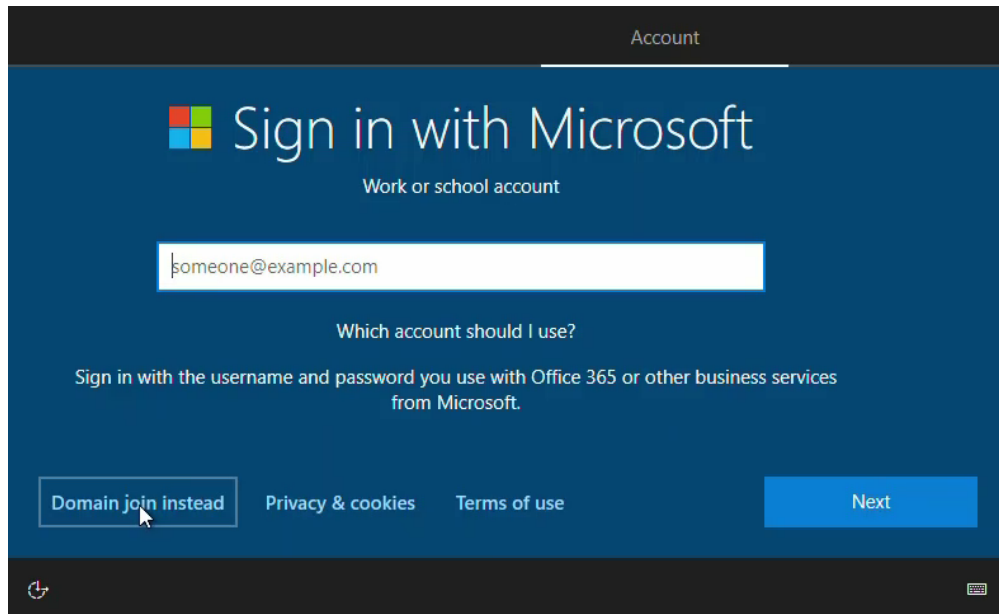 Account
Sign in with Microsoft
Work or school account
someone@example.com
Which account should I use?
Sign in with the username and password you use with Office 365 or other business services
from Microsoft.
Domain join instead
Privacy & cookies
Terms of use
Next